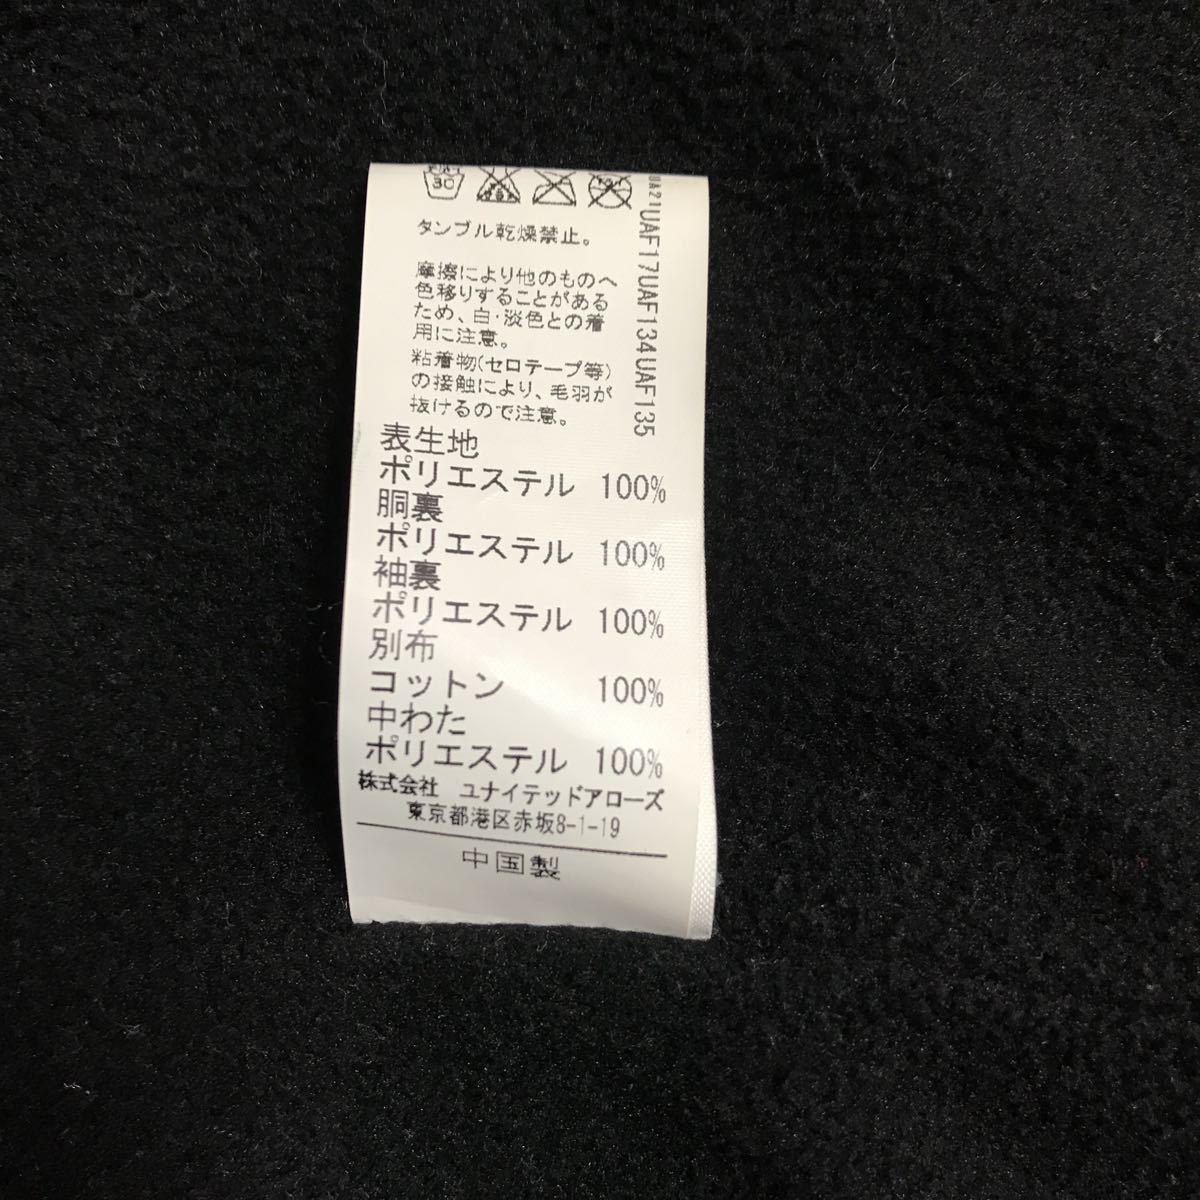 30
タンブル乾燥禁止。
摩擦により他のものへ
色移りすることがある
ため、白・淡色との着
用に注意。
粘着物(セロテープ等)
の接触により、毛羽が
抜けるので注意。
表生地
ポリエステル 100%
胴裏
ポリエステル 100%
袖裏
ポリエステル 100%
別布
コットン 100%
中わた
ポリエステル 100%
株式会社 ユナイテッドアローズ
東京都港区赤坂8-1-19
中国製
UA21UAF17UAF134UAF135